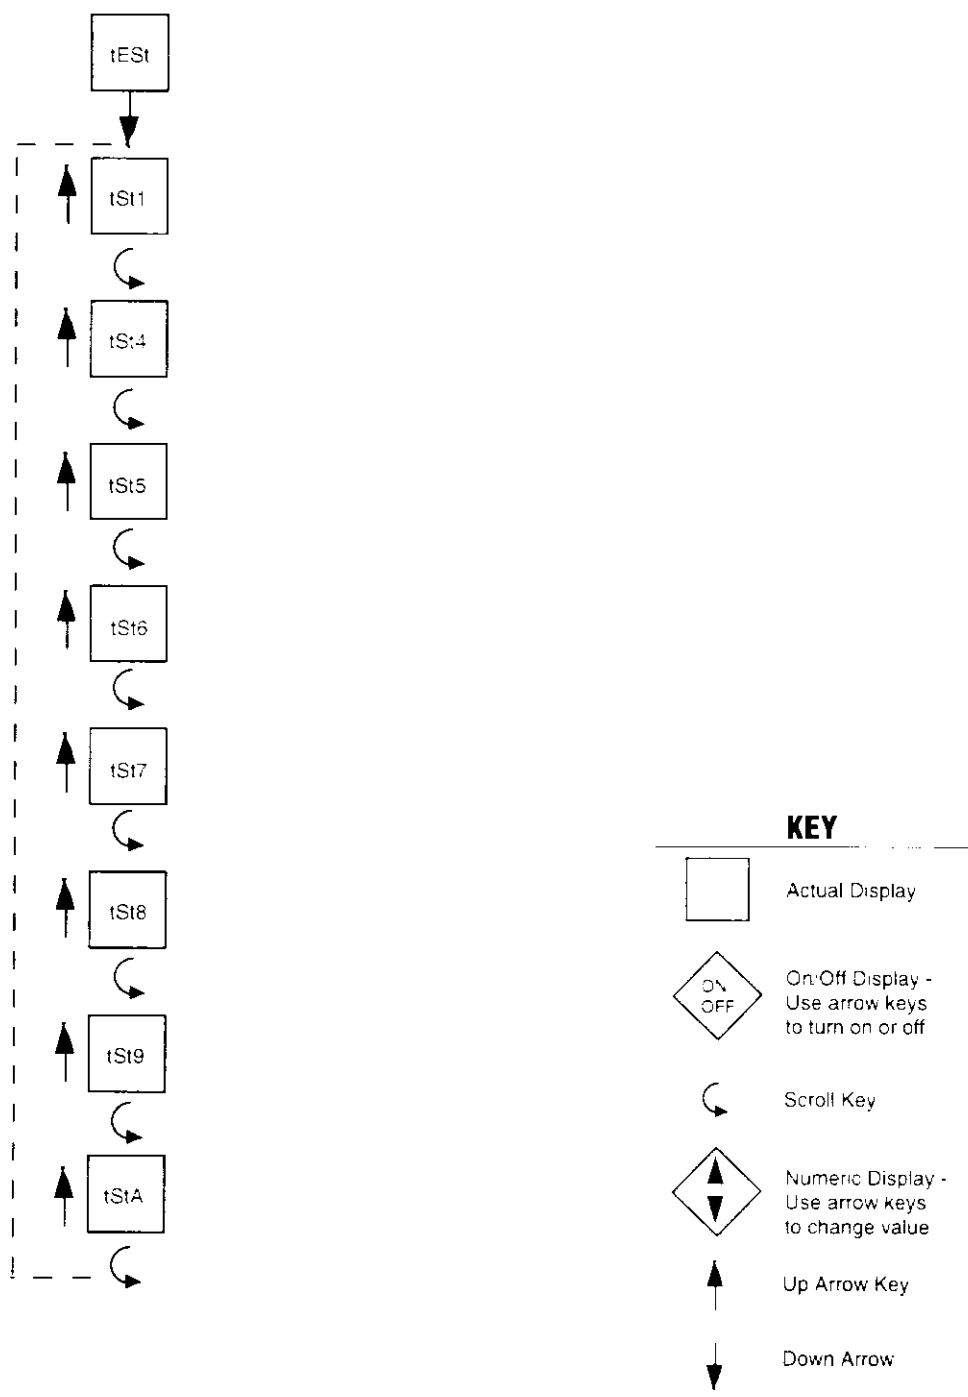 tESt
tSt1
tSt4
tSt5
tSt6
tSt7
tSt8
tSt9
tStA
KEY
Actual Display
ON
OFF
On/Off Display -
Use arrow keys
to turn on or off
Scroll Key
Numeric Display -
Use arrow keys
to change value
Up Arrow Key
Down Arrow